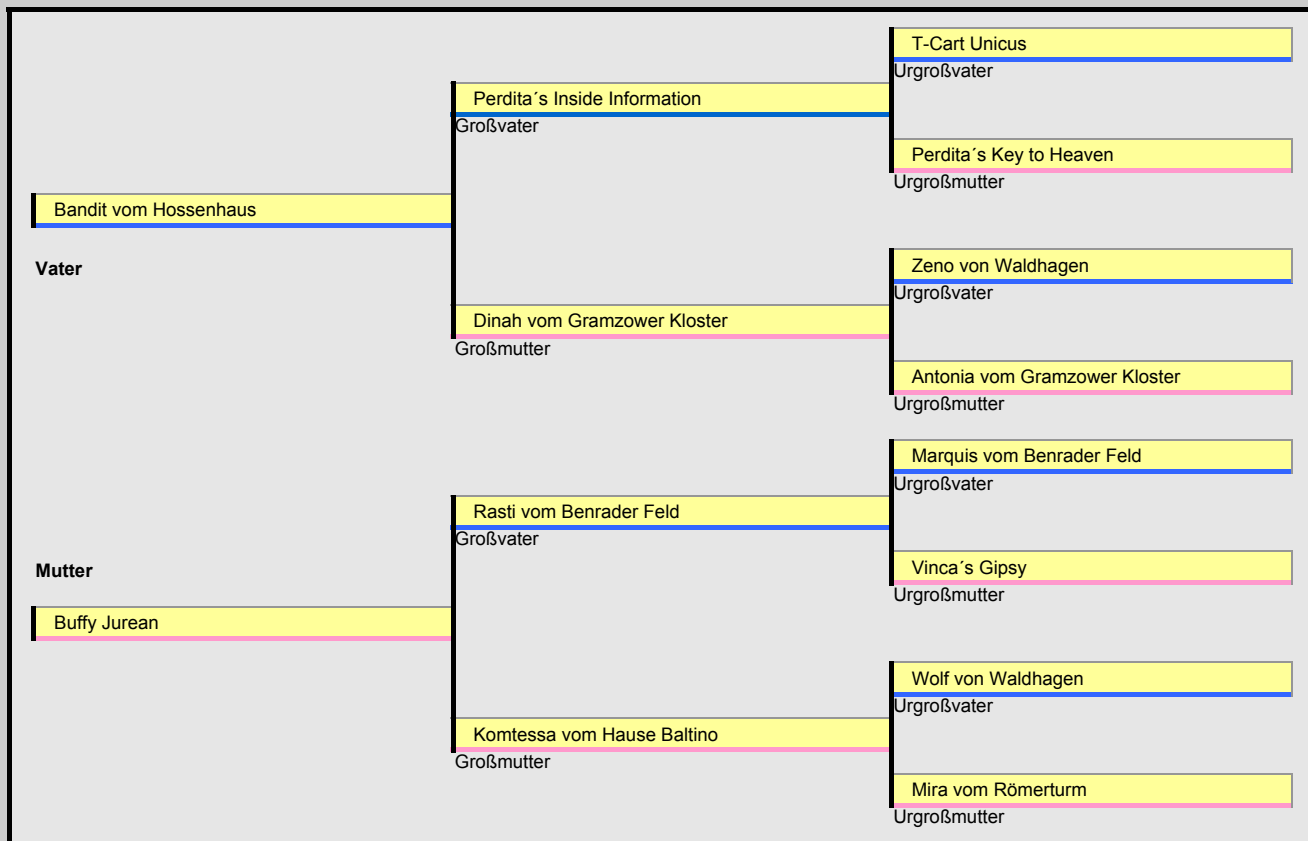 T-Cart Unicus
Urgroßvater
Perdita´s Inside Information
Großvater
Perdita´s Key to Heaven
Urgroßmutter
Bandit vom Hossenhaus
Vater
Zeno von Waldhagen
Urgroßvater
Dinah vom Gramzower Kloster
Großmutter
Antonia vom Gramzower Kloster
Urgroßmutter
Marquis vom Benrader Feld
Urgroßvater
Rasti vom Benrader Feld
Großvater
Mutter
Vinca´s Gipsy
Urgroßmutter
Buffy Jurean
Wolf von Waldhagen
Urgroßvater
Komtessa vom Hause Baltino
Großmutter
Mira vom Römerturm
Urgroßmutter